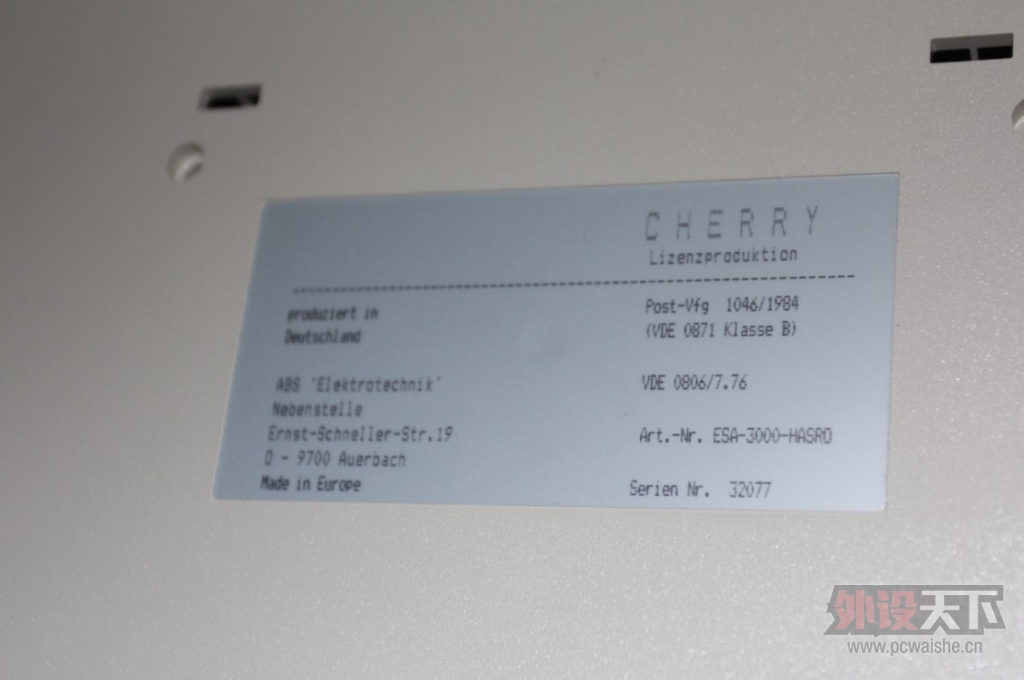 CHERRY
Lizenzproduktion
produziert in
Deutschland
Post-Vfg 1046/1984
(VDE 0871 Klasse B)
ABS "Elektrotechnik"
Nebenstelle
Ernst-Schneller-Str.19
O - 9700 Auerbach
Made in Europe
VDE 0806/7.76
Art.-Nr. ESA-3000-HASRO
Serien Nr. 32077
外设天下
www.pcwaishe.cn